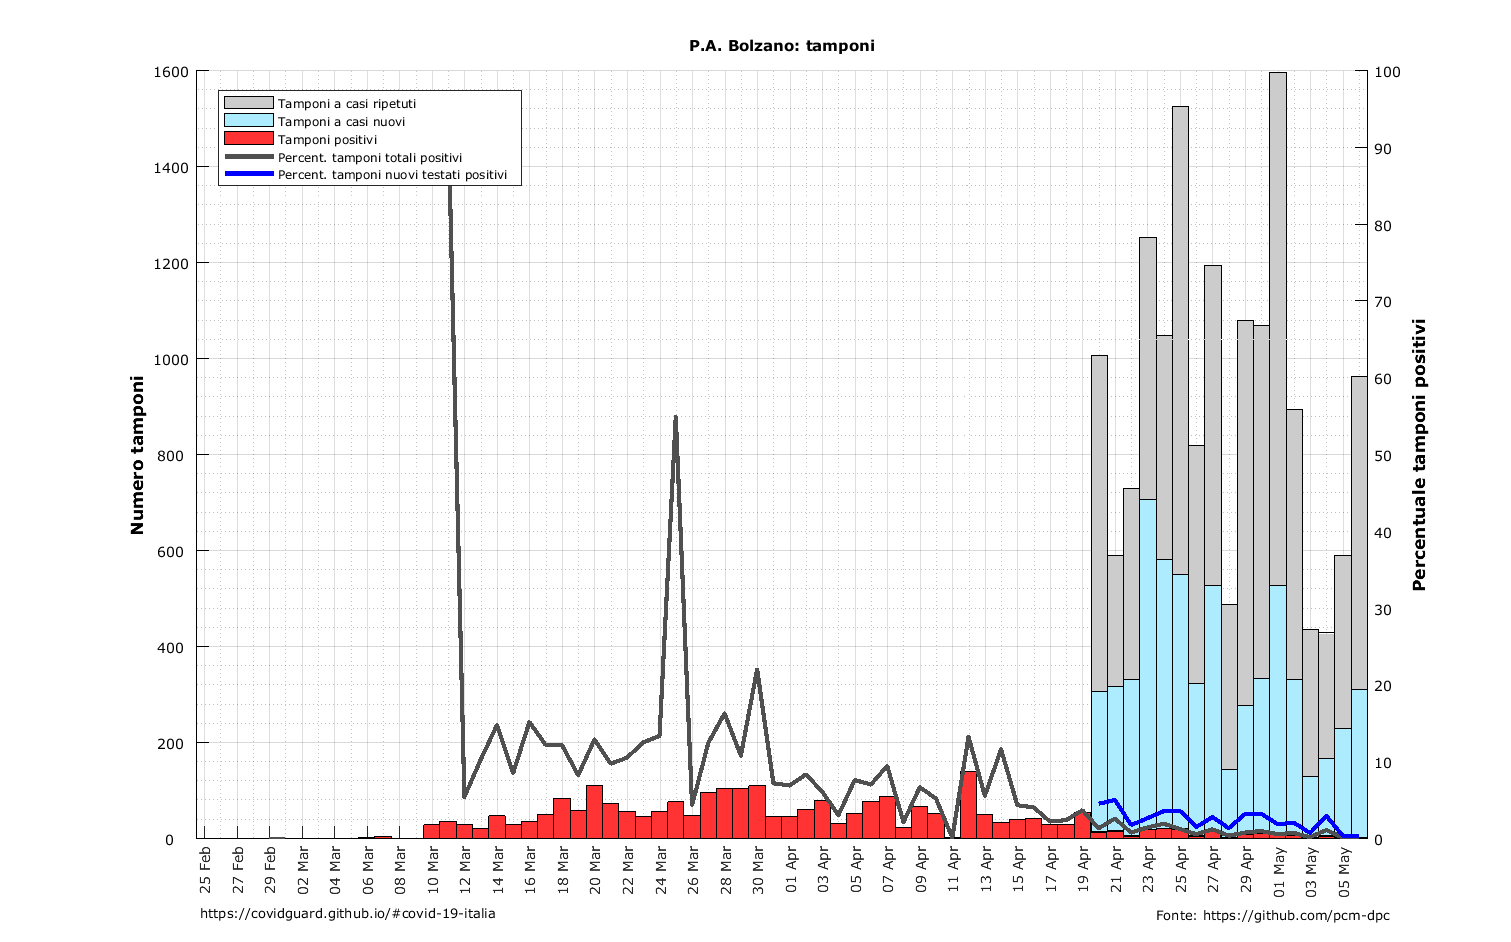 P.A. Bolzano: tamponi
Tamponi a casi ripetuti
Tamponi a casi nuovi
Tamponi positivi
Percent. tamponi totali positivi
Percent. tamponi nuovi testati positivi
Numero tamponi
1600
1400
1200
1000
800
600
400
200
0
Percentuale tamponi positivi
100
90
80
70
60
50
40
30
20
10
0
25 Feb
27 Feb
29 Feb
02 Mar
04 Mar
06 Mar
08 Mar
10 Mar
12 Mar
14 Mar
16 Mar
18 Mar
20 Mar
22 Mar
24 Mar
26 Mar
28 Mar
30 Mar
01 Apr
03 Apr
05 Apr
07 Apr
09 Apr
11 Apr
13 Apr
15 Apr
17 Apr
19 Apr
21 Apr
23 Apr
25 Apr
27 Apr
29 Apr
01 May
03 May
05 May
https://covidguard.github.io/#covid-19-italia
Fonte: https://github.com/pcm-dpc